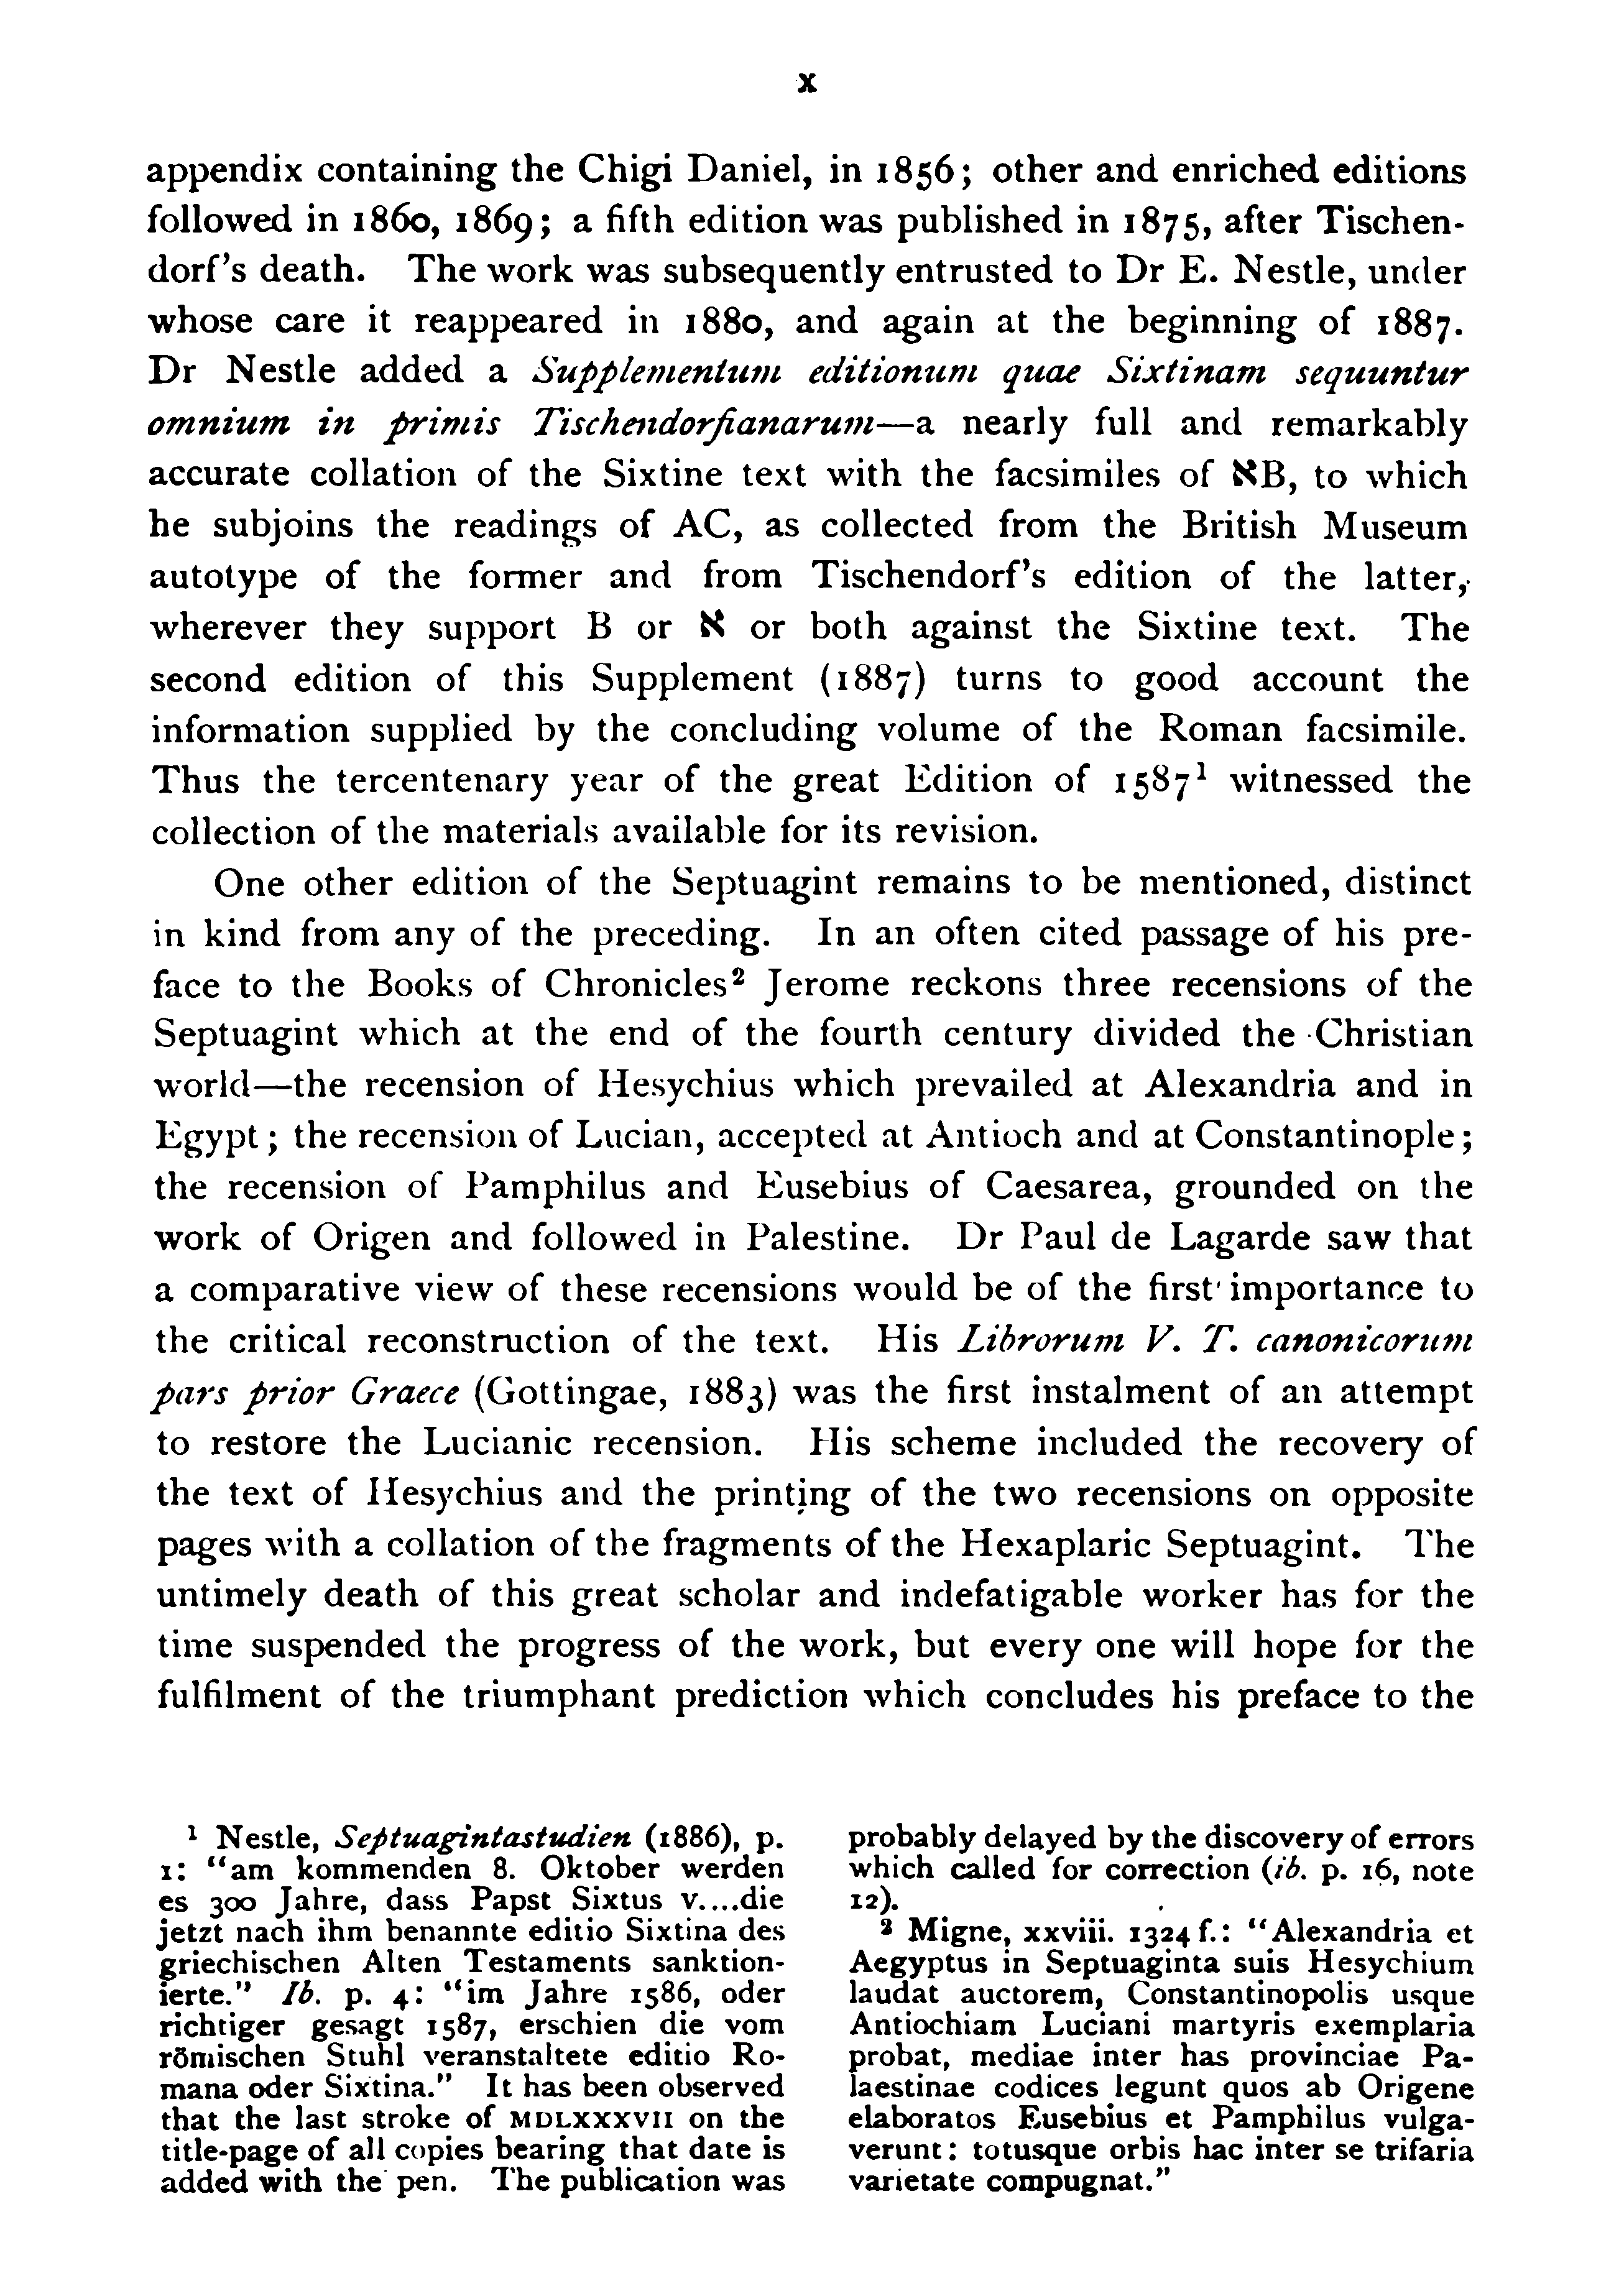 x
appendix containing the Chigi Daniel, in 1856; other and enriched editions
followed in 1860, 1869; a fifth edition was published in 1875, after Tischen-
dorf's death. The work was subsequently entrusted to Dr E. Nestle, under
whose care it reappeared in 1880, and again at the beginning of 1887.
Dr Nestle added a Supplementum editionum quae Sixtinam sequuntur
omnium in primis Tischendorfianarum—a nearly full and remarkably
accurate collation of the Sixtine text with the facsimiles of אB, to which
he subjoins the readings of AC, as collected from the British Museum
autotype of the former and from Tischendorf's edition of the latter,
wherever they support B or א or both against the Sixtine text. The
second edition of this Supplement (1887) turns to good account the
information supplied by the concluding volume of the Roman facsimile.
Thus the tercentenary year of the great Edition of 1587¹ witnessed the
collection of the materials available for its revision.
One other edition of the Septuagint remains to be mentioned, distinct
in kind from any of the preceding. In an often cited passage of his pre-
face to the Books of Chronicles² Jerome reckons three recensions of the
Septuagint which at the end of the fourth century divided the Christian
world—the recension of Hesychius which prevailed at Alexandria and in
Egypt; the recension of Lucian, accepted at Antioch and at Constantinople;
the recension of Pamphilus and Eusebius of Caesarea, grounded on the
work of Origen and followed in Palestine. Dr Paul de Lagarde saw that
a comparative view of these recensions would be of the first importance to
the critical reconstruction of the text. His Librorum V. T. canonicorum
pars prior Graece (Gottingae, 1883) was the first instalment of an attempt
to restore the Lucianic recension. His scheme included the recovery of
the text of Hesychius and the printing of the two recensions on opposite
pages with a collation of the fragments of the Hexaplaric Septuagint. The
untimely death of this great scholar and indefatigable worker has for the
time suspended the progress of the work, but every one will hope for the
fulfilment of the triumphant prediction which concludes his preface to the
¹ Nestle, Septuagintastudien (1886), p.
1: "am kommenden 8. Oktober werden
es 300 Jahre, dass Papst Sixtus v....die
jetzt nach ihm benannte editio Sixtina des
griechischen Alten Testaments sanktion-
ierte." Ib. p. 4: "im Jahre 1586, oder
richtiger gesagt 1587, erschien die vom
römischen Stuhl veranstaltete editio Ro-
mana oder Sixtina." It has been observed
that the last stroke of MDLXXXVII on the
title-page of all copies bearing that date is
added with the pen. The publication was
probably delayed by the discovery of errors
which called for correction (ib. p. 16, note
12).
² Migne, xxviii. 1324 f.: "Alexandria et
Aegyptus in Septuaginta suis Hesychium
laudat auctorem, Constantinopolis usque
Antiochiam Luciani martyris exemplaria
probat, mediae inter has provinciae Pa-
laestinae codices legunt quos ab Origene
elaboratos Eusebius et Pamphilus vulga-
verunt: totusque orbis hac inter se trifaria
varietate compugnat."